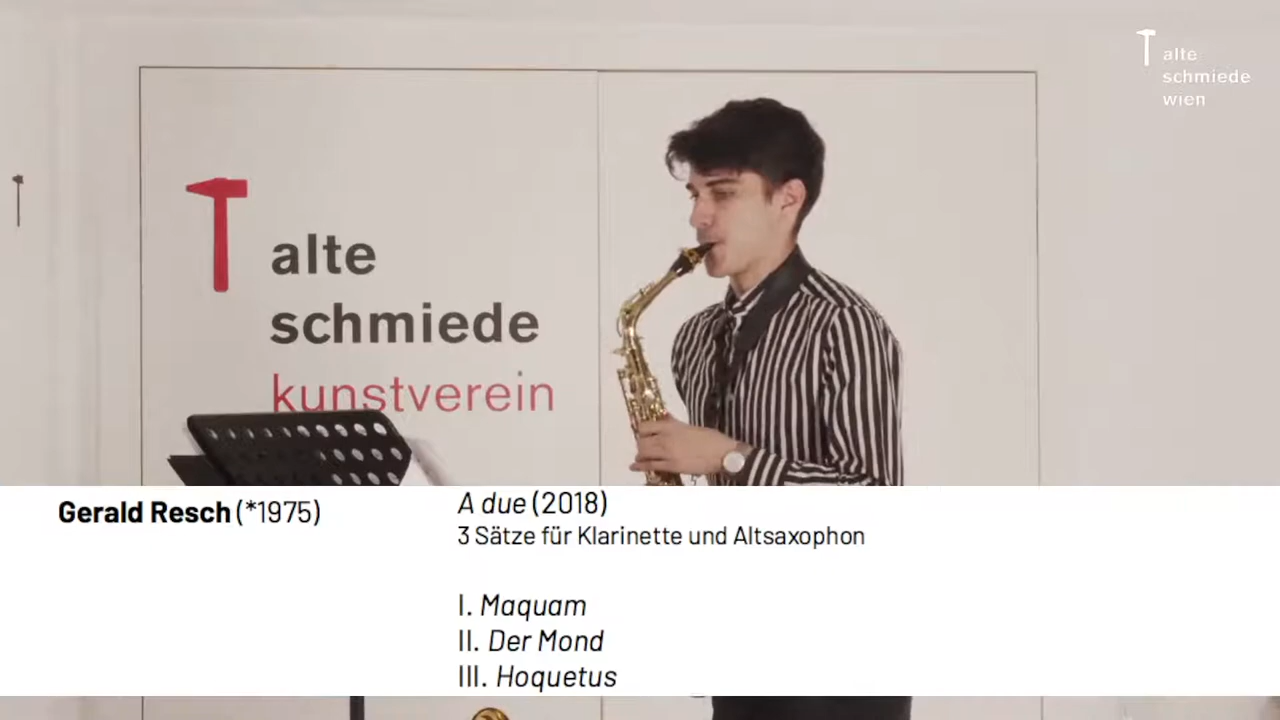 alte
schmiede
wien
alte
schmiede
kunstverein
Gerald Resch (*1975)
A due (2018)
3 Sätze für Klarinette und Altsaxophon
I. Maquam
II. Der Mond
III. Hoquetus